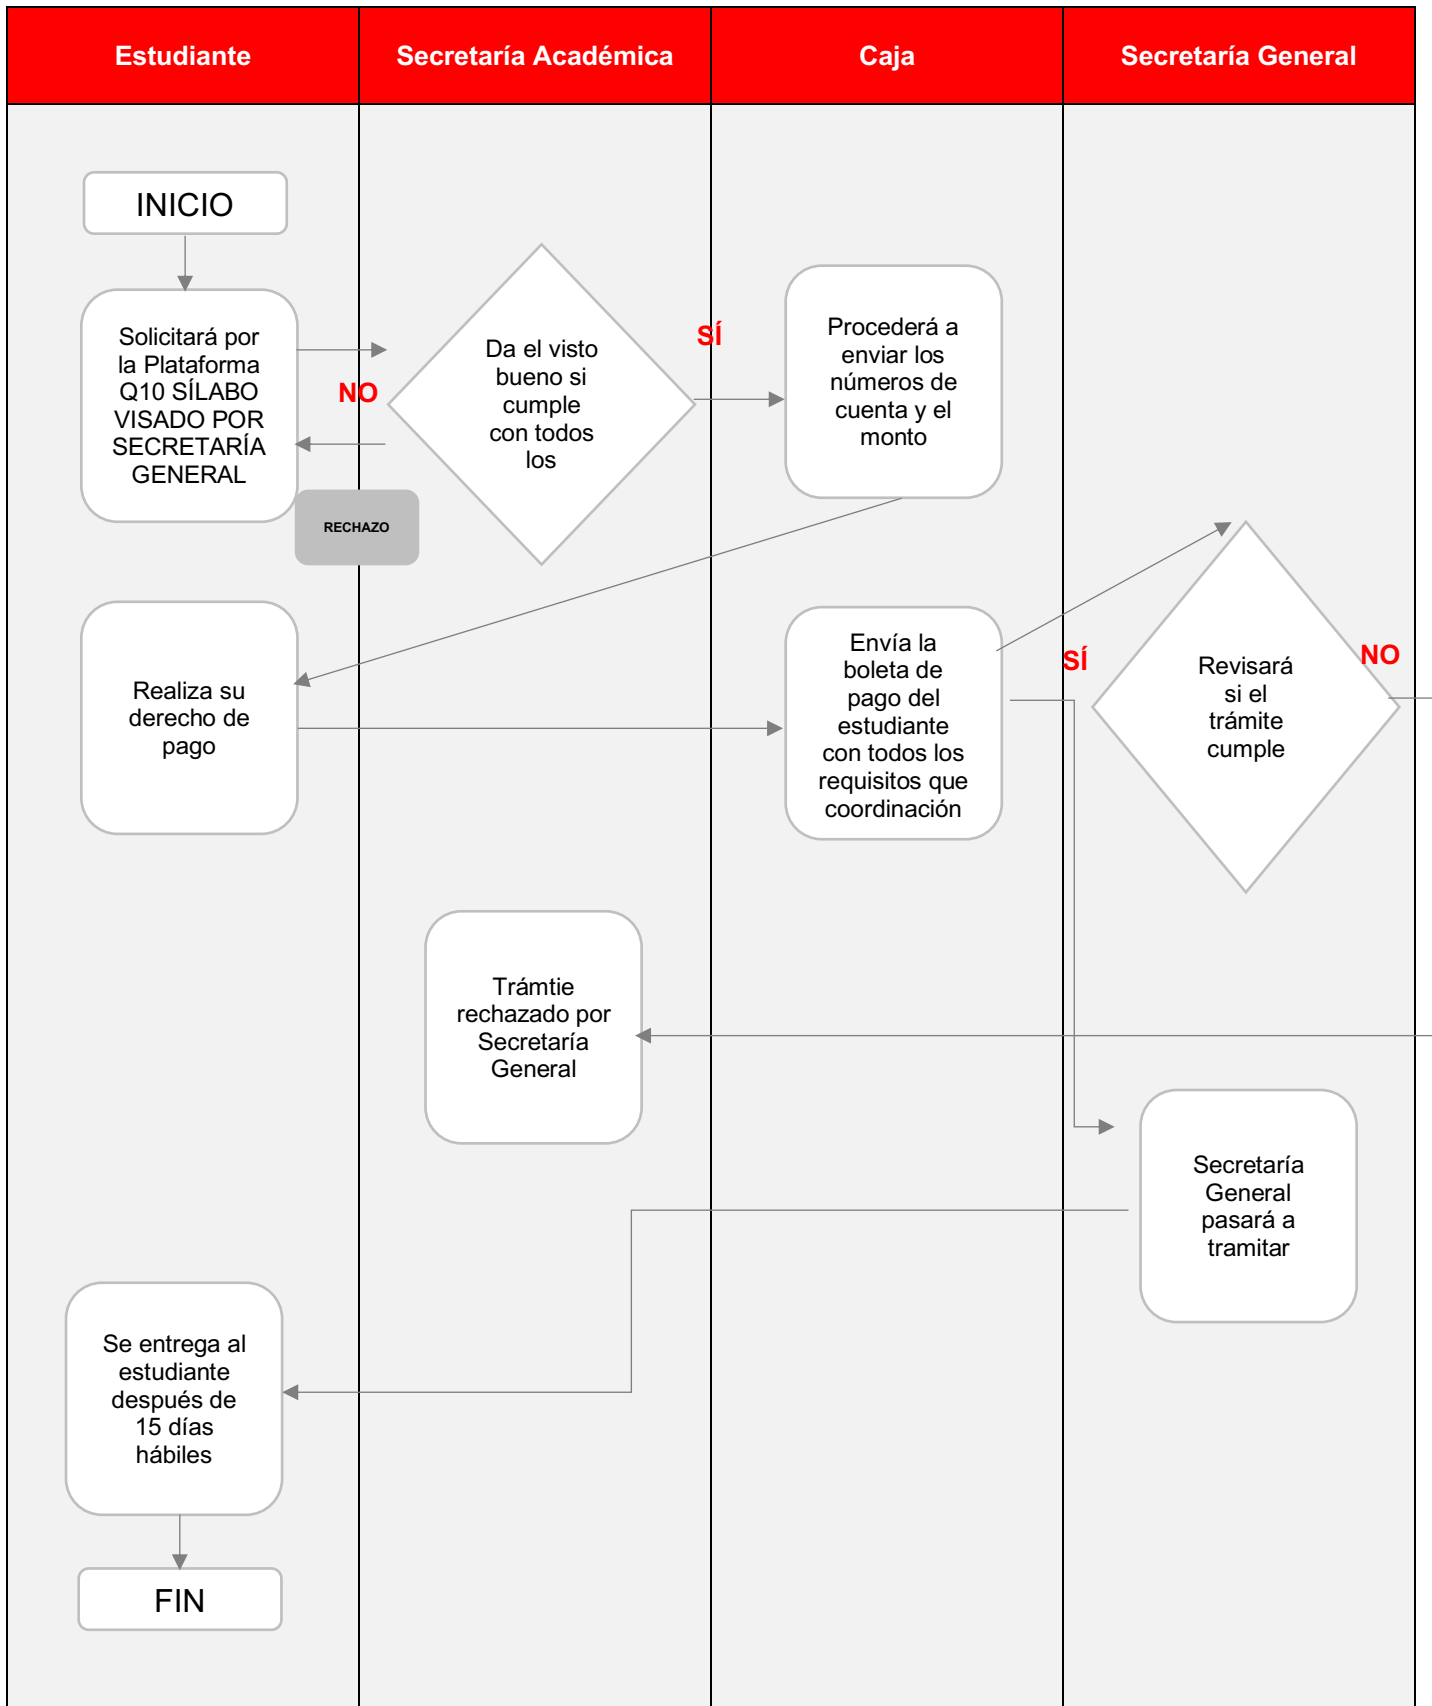 Estudiante
Secretaría Académica
Caja
Secretaría General
INICIO
Solicitará por
la Plataforma
Q10 SÍLABO
VISADO POR
SECRETARÍA
GENERAL
NO
RECHAZO
Da el visto
bueno si
cumple
con todos
los
SÍ
Procederá a
enviar los
números de
cuenta y el
monto
Realiza su
derecho de
pago
Envía la
boleta de
pago del
estudiante
con todos los
requisitos que
coordinación
SÍ
Revisará
si el
trámite
cumple
NO
Trámtie
rechazado por
Secretaría
General
Secretaría
General
pasará a
tramitar
Se entrega al
estudiante
después de
15 días
hábiles
FIN